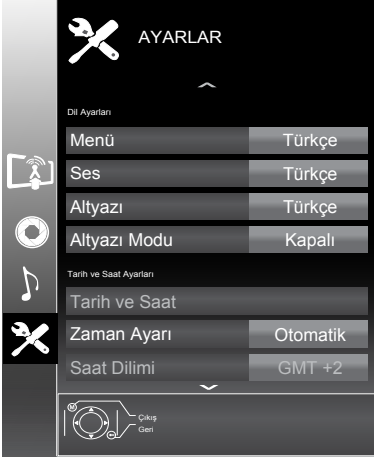 AYARLAR
Dil Ayarları
Menü Türkçe
Ses Türkçe
Altyazı Türkçe
Altyazı Modu Kapalı
Tarih ve Saat Ayarları
Tarih ve Saat
Zaman Ayarı Otomatik
Saat Dilimi GMT +2
M Çıkış
Geri